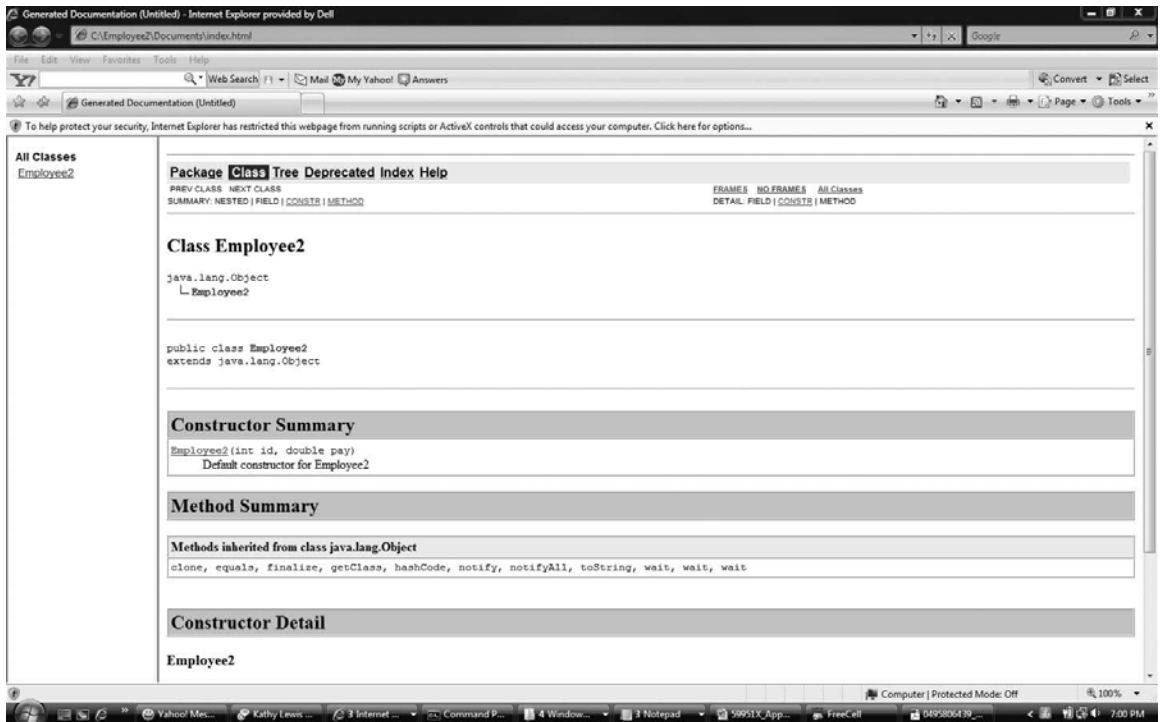 Generated Documentation (Untitled) - Internet Explorer provided by Dell
C:\Employee2\Documents\index.html
Google
File Edit View Favorites Tools Help
Web Search Mail My Yahoo! Answers Convert Select
Generated Documentation (Untitled) Page Tools
To help protect your security, Internet Explorer has restricted this webpage from running scripts or ActiveX controls that could access your computer. Click here for options...
All Classes
Employee2
Package Class Tree Deprecated Index Help
PREV CLASS NEXT CLASS
FRAMES NO FRAMES All Classes
SUMMARY: NESTED | FIELD | CONSTR | METHOD
DETAIL: FIELD | CONSTR | METHOD
Class Employee2
java.lang.Object
Employee2
public class Employee2
extends java.lang.Object
Constructor Summary
Employee2(int id, double pay)
Default constructor for Employee2
Method Summary
Methods inherited from class java.lang.Object
clone, equals, finalize, getClass, hashCode, notify, notifyAll, toString, wait, wait, wait
Constructor Detail
Employee2
Computer | Protected Mode: Off
100%
Yahoo! Mes... Kathy Lewis ... 3 Internet ... Command P... 4 Window... 3 Notepad 59951X_App... FreeCell 0495806439_... 7:00 PM